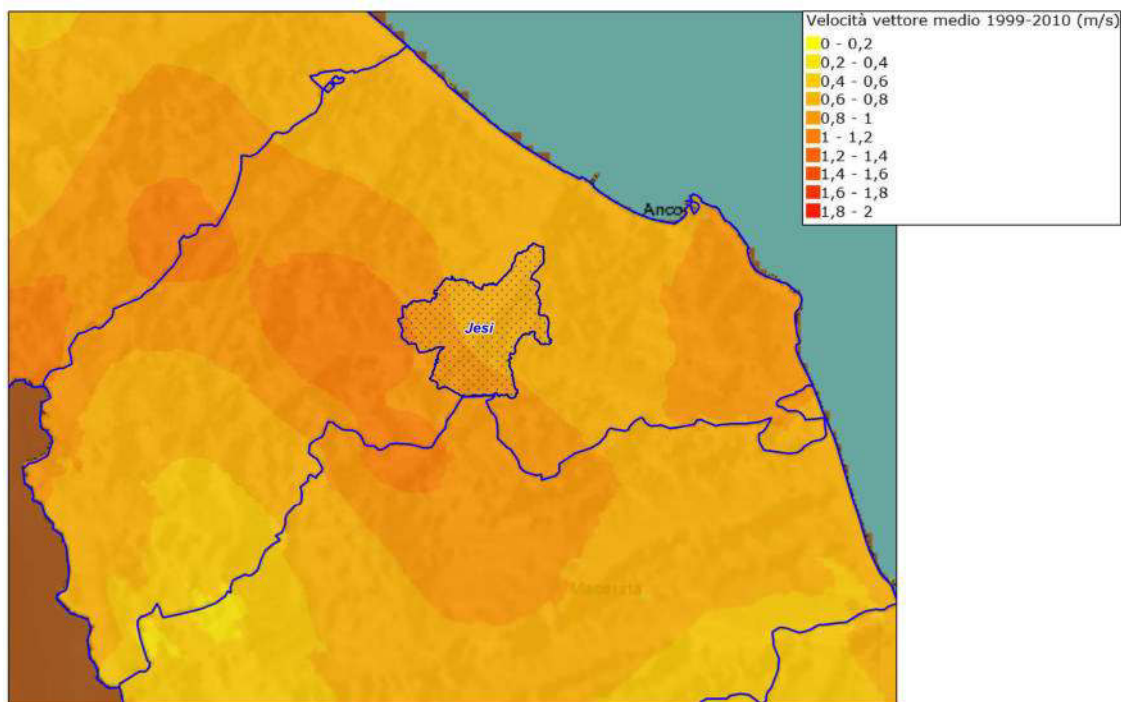 Velocità vettore medio 1999-2010 (m/s)
0 - 0,2
0,2 - 0,4
0,4 - 0,6
0,6 - 0,8
0,8 - 1
1 - 1,2
1,2 - 1,4
1,4 - 1,6
1,6 - 1,8
1,8 - 2
Anco
Jesi
Macerata